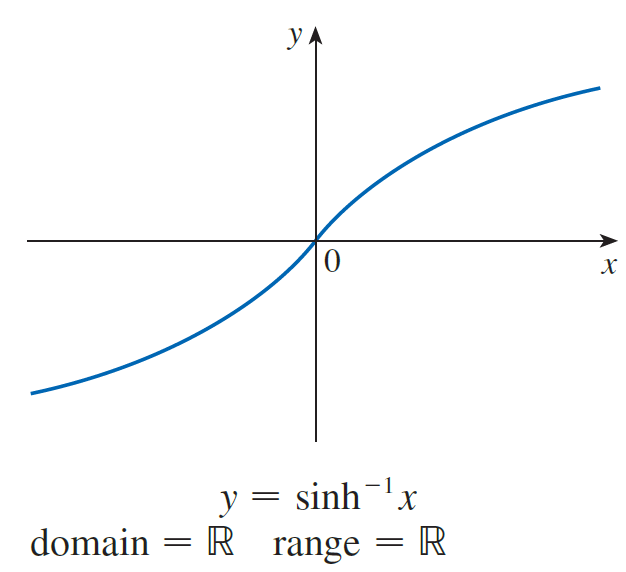 y
0
x
y = sinh⁻¹x
domain = ℝ range = ℝ